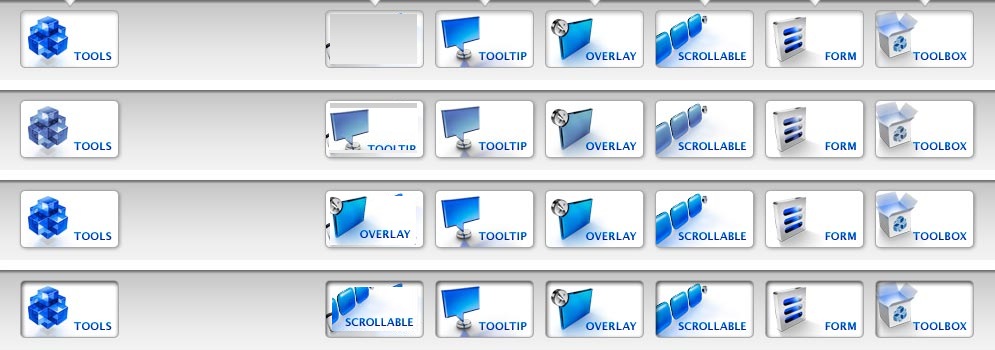 TOOLS TOOLTIP OVERLAY SCROLLABLE FORM TOOLBOX
TOOLS TOOLTIP TOOLTIP OVERLAY SCROLLABLE FORM TOOLBOX
TOOLS OVERLAY TOOLTIP OVERLAY SCROLLABLE FORM TOOLBOX
TOOLS SCROLLABLE TOOLTIP OVERLAY SCROLLABLE FORM TOOLBOX